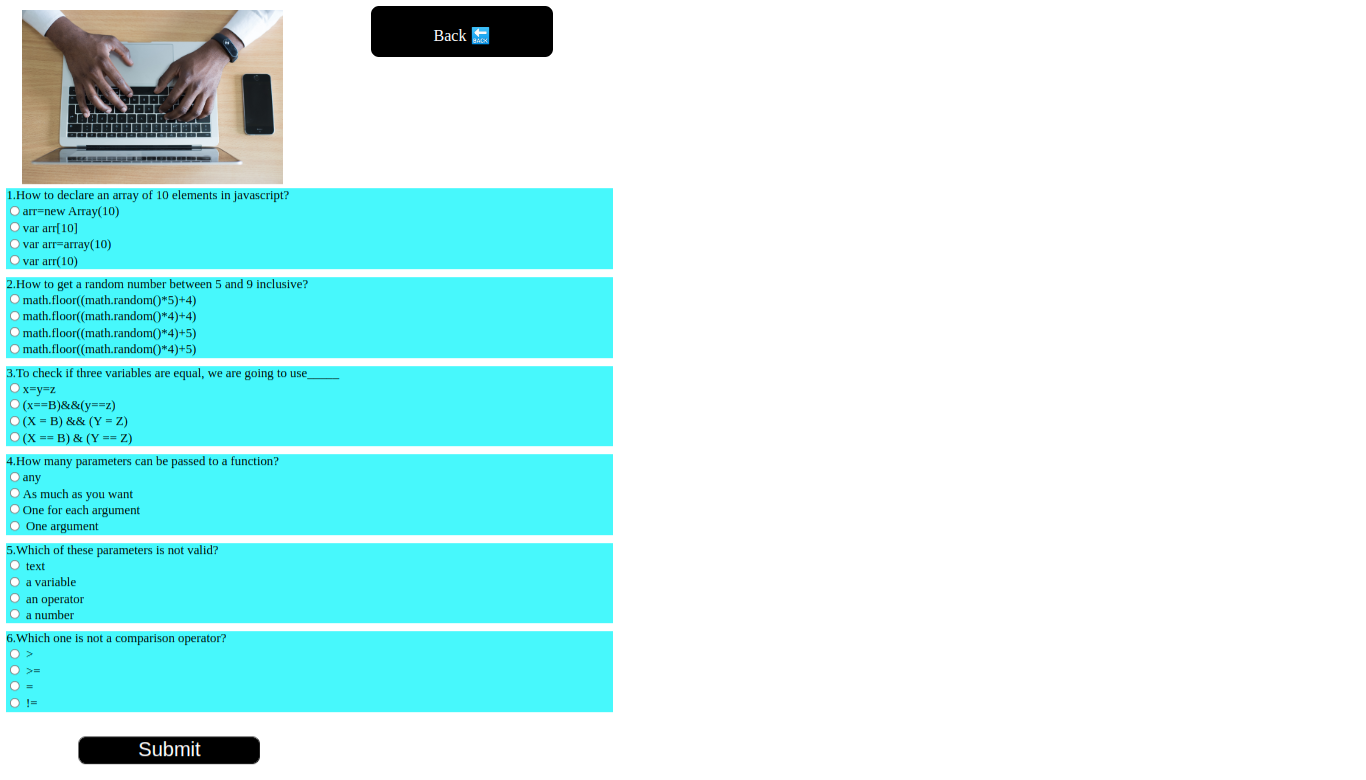 Back 🔙
1.How to declare an array of 10 elements in javascript?
arr=new Array(10)
var arr[10]
var arr=array(10)
var arr(10)
2.How to get a random number between 5 and 9 inclusive?
math.floor((math.random()*5)+4)
math.floor((math.random()*4)+4)
math.floor((math.random()*4)+5)
math.floor((math.random()*4)+5)
3.To check if three variables are equal, we are going to use_____
x=y=z
(x==B)&&(y==z)
(X = B) && (Y = Z)
(X == B) & (Y == Z)
4.How many parameters can be passed to a function?
any
As much as you want
One for each argument
One argument
5.Which of these parameters is not valid?
text
a variable
an operator
a number
6.Which one is not a comparison operator?
>
>=
=
!=
Submit